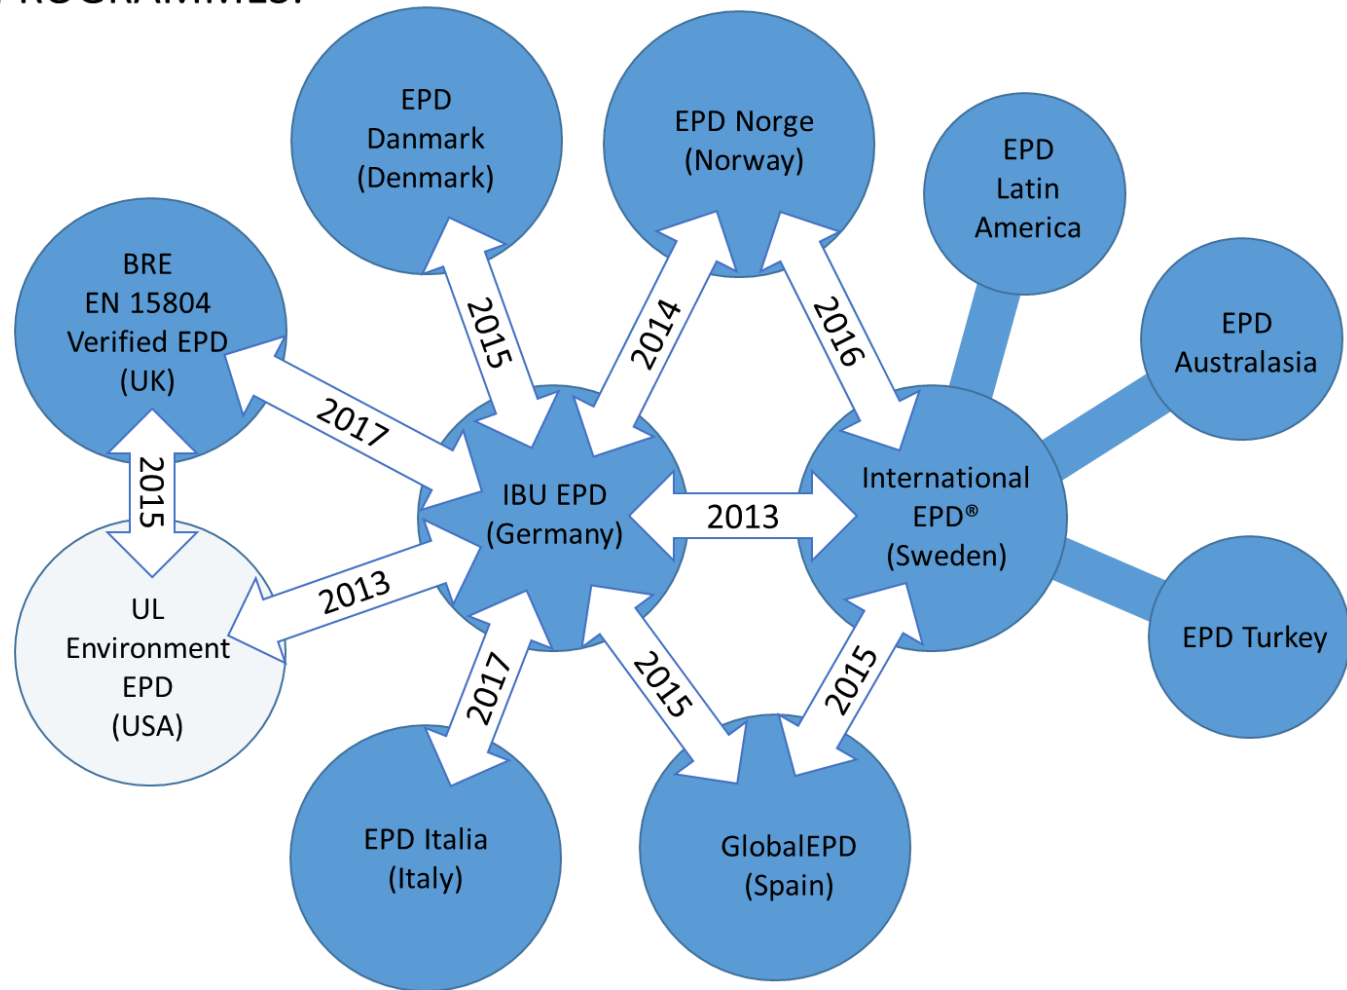 PROGRAMMES.
EPD
Danmark
(Denmark)
EPD Norge
(Norway)
EPD
Latin
America
BRE
EN 15804
Verified EPD
(UK)
EPD
Australasia
2015
2014
2016
2017
2015
IBU EPD
(Germany)
2013
International
EPD®
(Sweden)
2013
UL
Environment
EPD
(USA)
EPD Turkey
2017
2015
2015
EPD Italia
(Italy)
GlobalEPD
(Spain)